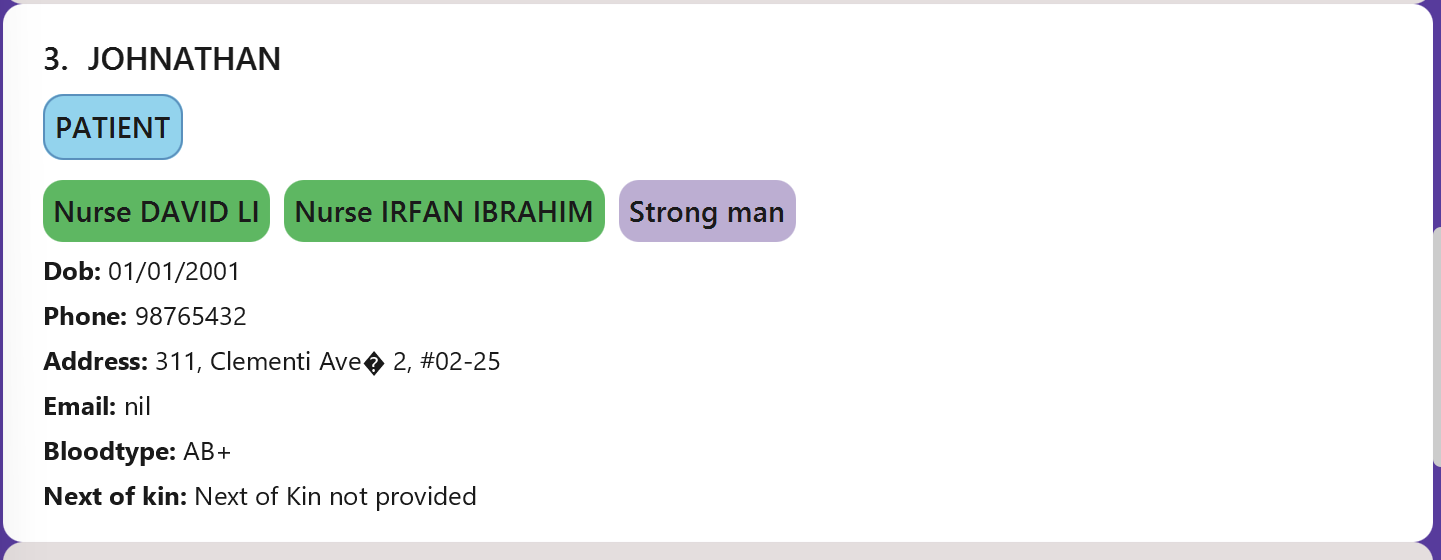 3. JOHNATHAN
PATIENT
Nurse DAVID LI Nurse IRFAN IBRAHIM Strong man
Dob: 01/01/2001
Phone: 98765432
Address: 311, Clementi Ave� 2, #02-25
Email: nil
Bloodtype: AB+
Next of kin: Next of Kin not provided